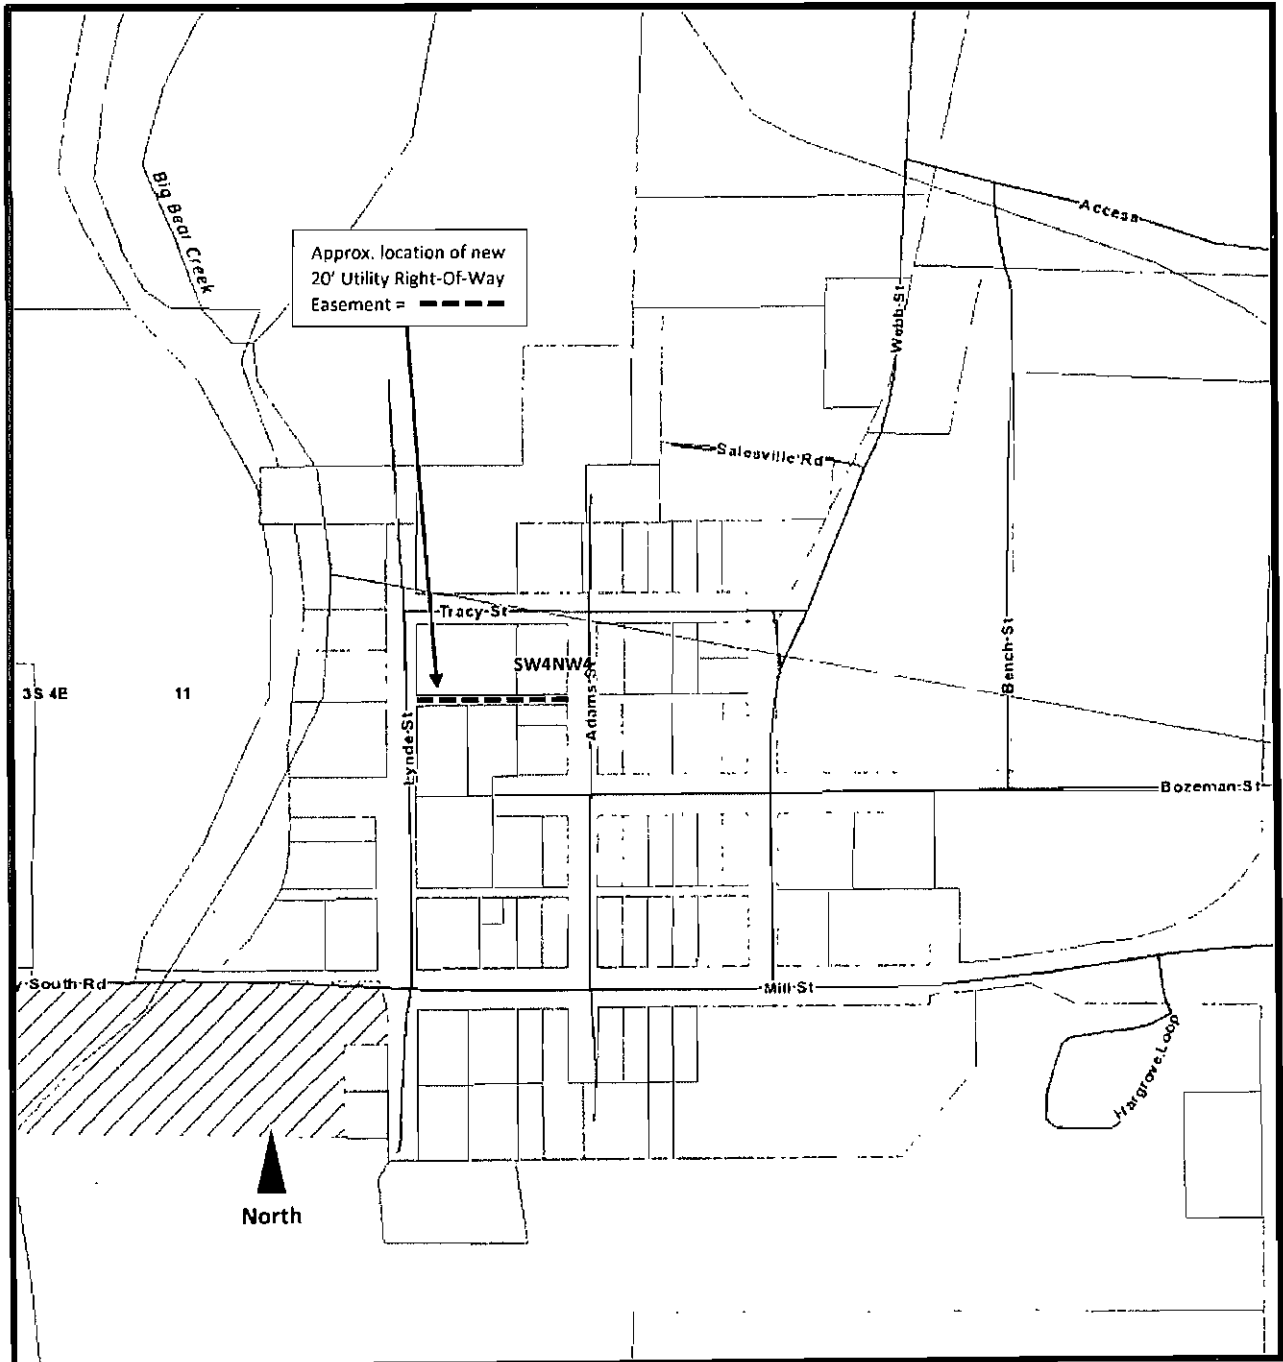 Big Bear Creek
Access
Approx. location of new
20' Utility Right-Of-Way
Easement =
Webb St
Salesville Rd
Tracy St
SW4NW4
Bench St
3S 4E
11
Adams St
Lynde St
Bozeman St
South Rd
Mill St
Hargrove Loop
North